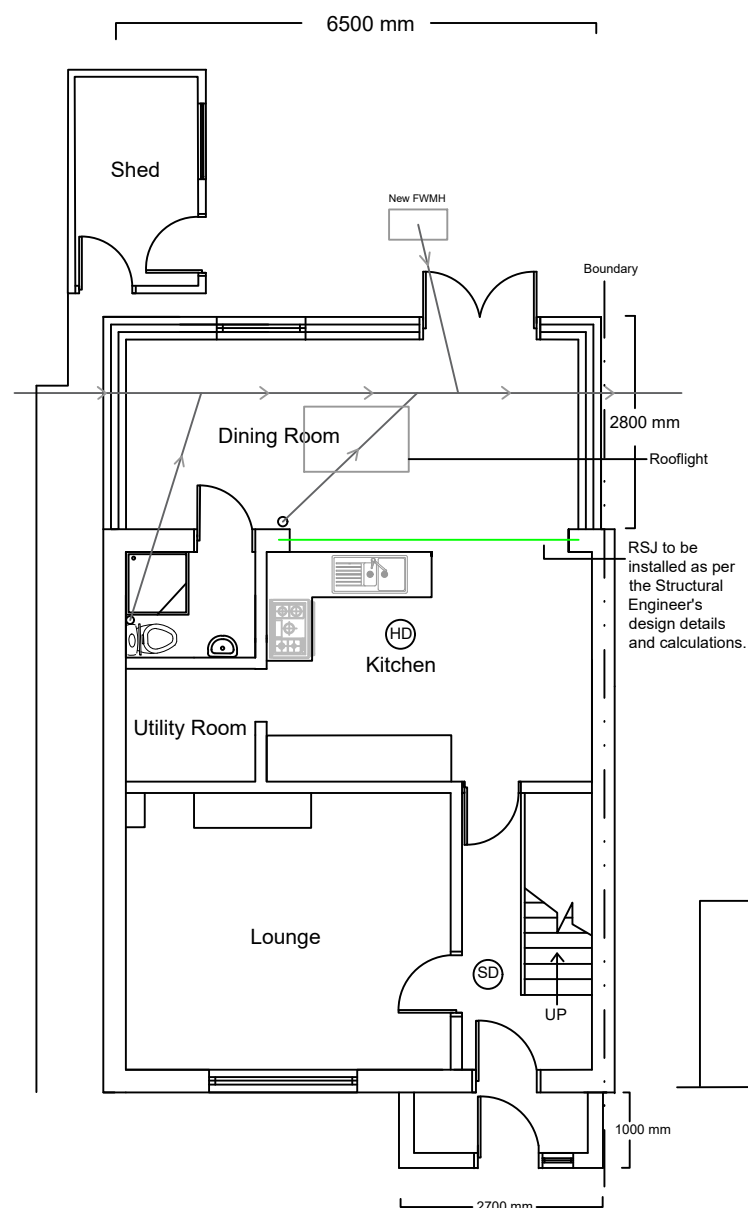 6500 mm
Shed
New FWMH
Boundary
2800 mm
Dining Room
Rooflight
RSJ to be
installed as per
the Structural
Engineer's
design details
and calculations.
HD
Kitchen
Utility Room
Lounge
SD
UP
1000 mm
2700 mm